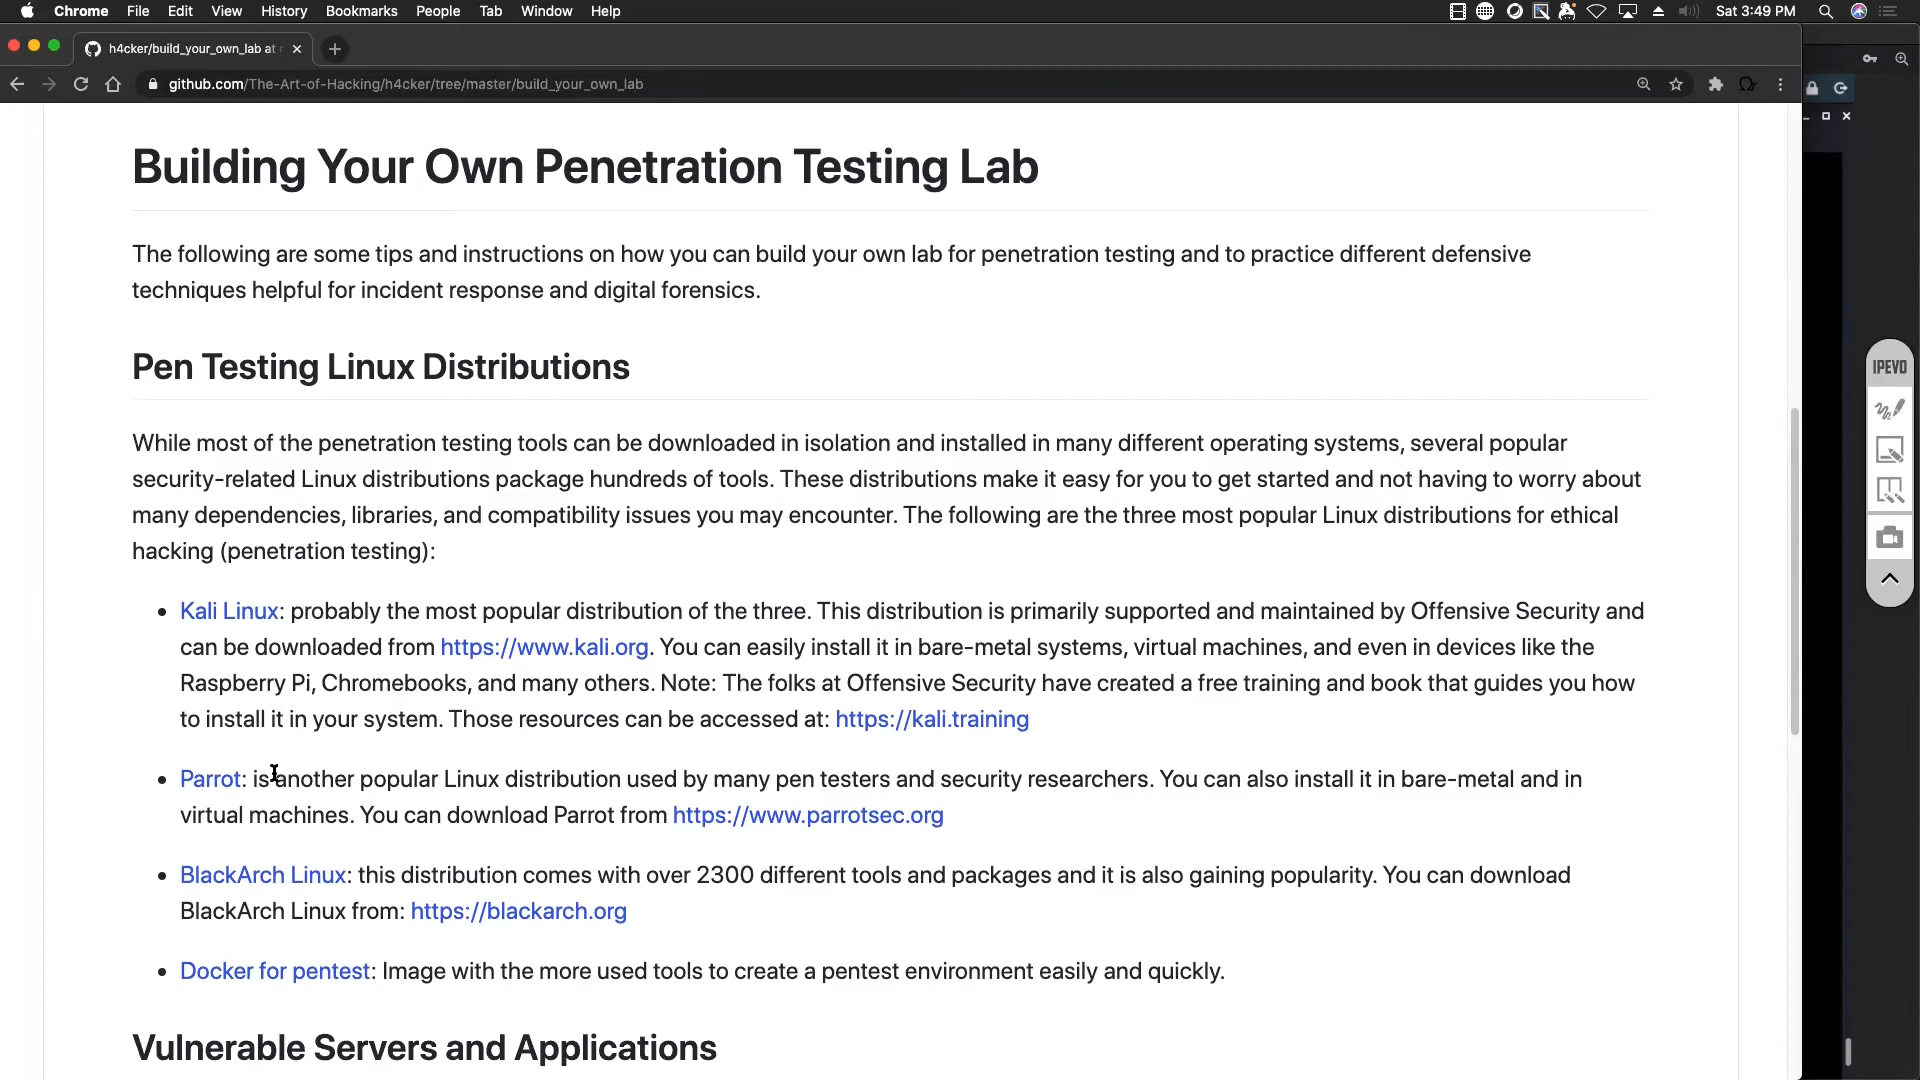 Chrome File Edit View History Bookmarks People Tab Window Help Sat 3:49 PM
h4cker/build_your_own_lab at
github.com/The-Art-of-Hacking/h4cker/tree/master/build_your_own_lab
Building Your Own Penetration Testing Lab
The following are some tips and instructions on how you can build your own lab for penetration testing and to practice different defensive
techniques helpful for incident response and digital forensics.
Pen Testing Linux Distributions
IPEVO
While most of the penetration testing tools can be downloaded in isolation and installed in many different operating systems, several popular
security-related Linux distributions package hundreds of tools. These distributions make it easy for you to get started and not having to worry about
many dependencies, libraries, and compatibility issues you may encounter. The following are the three most popular Linux distributions for ethical
hacking (penetration testing):
• Kali Linux: probably the most popular distribution of the three. This distribution is primarily supported and maintained by Offensive Security and
can be downloaded from https://www.kali.org. You can easily install it in bare-metal systems, virtual machines, and even in devices like the
Raspberry Pi, Chromebooks, and many others. Note: The folks at Offensive Security have created a free training and book that guides you how
to install it in your system. Those resources can be accessed at: https://kali.training
• Parrot: is another popular Linux distribution used by many pen testers and security researchers. You can also install it in bare-metal and in
virtual machines. You can download Parrot from https://www.parrotsec.org
• BlackArch Linux: this distribution comes with over 2300 different tools and packages and it is also gaining popularity. You can download
BlackArch Linux from: https://blackarch.org
• Docker for pentest: Image with the more used tools to create a pentest environment easily and quickly.
Vulnerable Servers and Applications